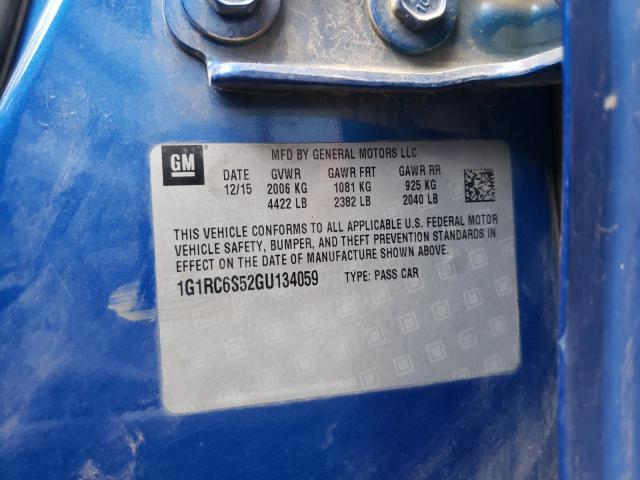 GM
MFD BY GENERAL MOTORS LLC
DATE GVWR GAWR FRT GAWR RR
12/15 2006 KG 1081 KG 925 KG
4422 LB 2382 LB 2040 LB
THIS VEHICLE CONFORMS TO ALL APPLICABLE U.S. FEDERAL MOTOR
VEHICLE SAFETY, BUMPER, AND THEFT PREVENTION STANDARDS IN
EFFECT ON THE DATE OF MANUFACTURE SHOWN ABOVE.
1G1RC6S52GU134059 TYPE: PASS CAR